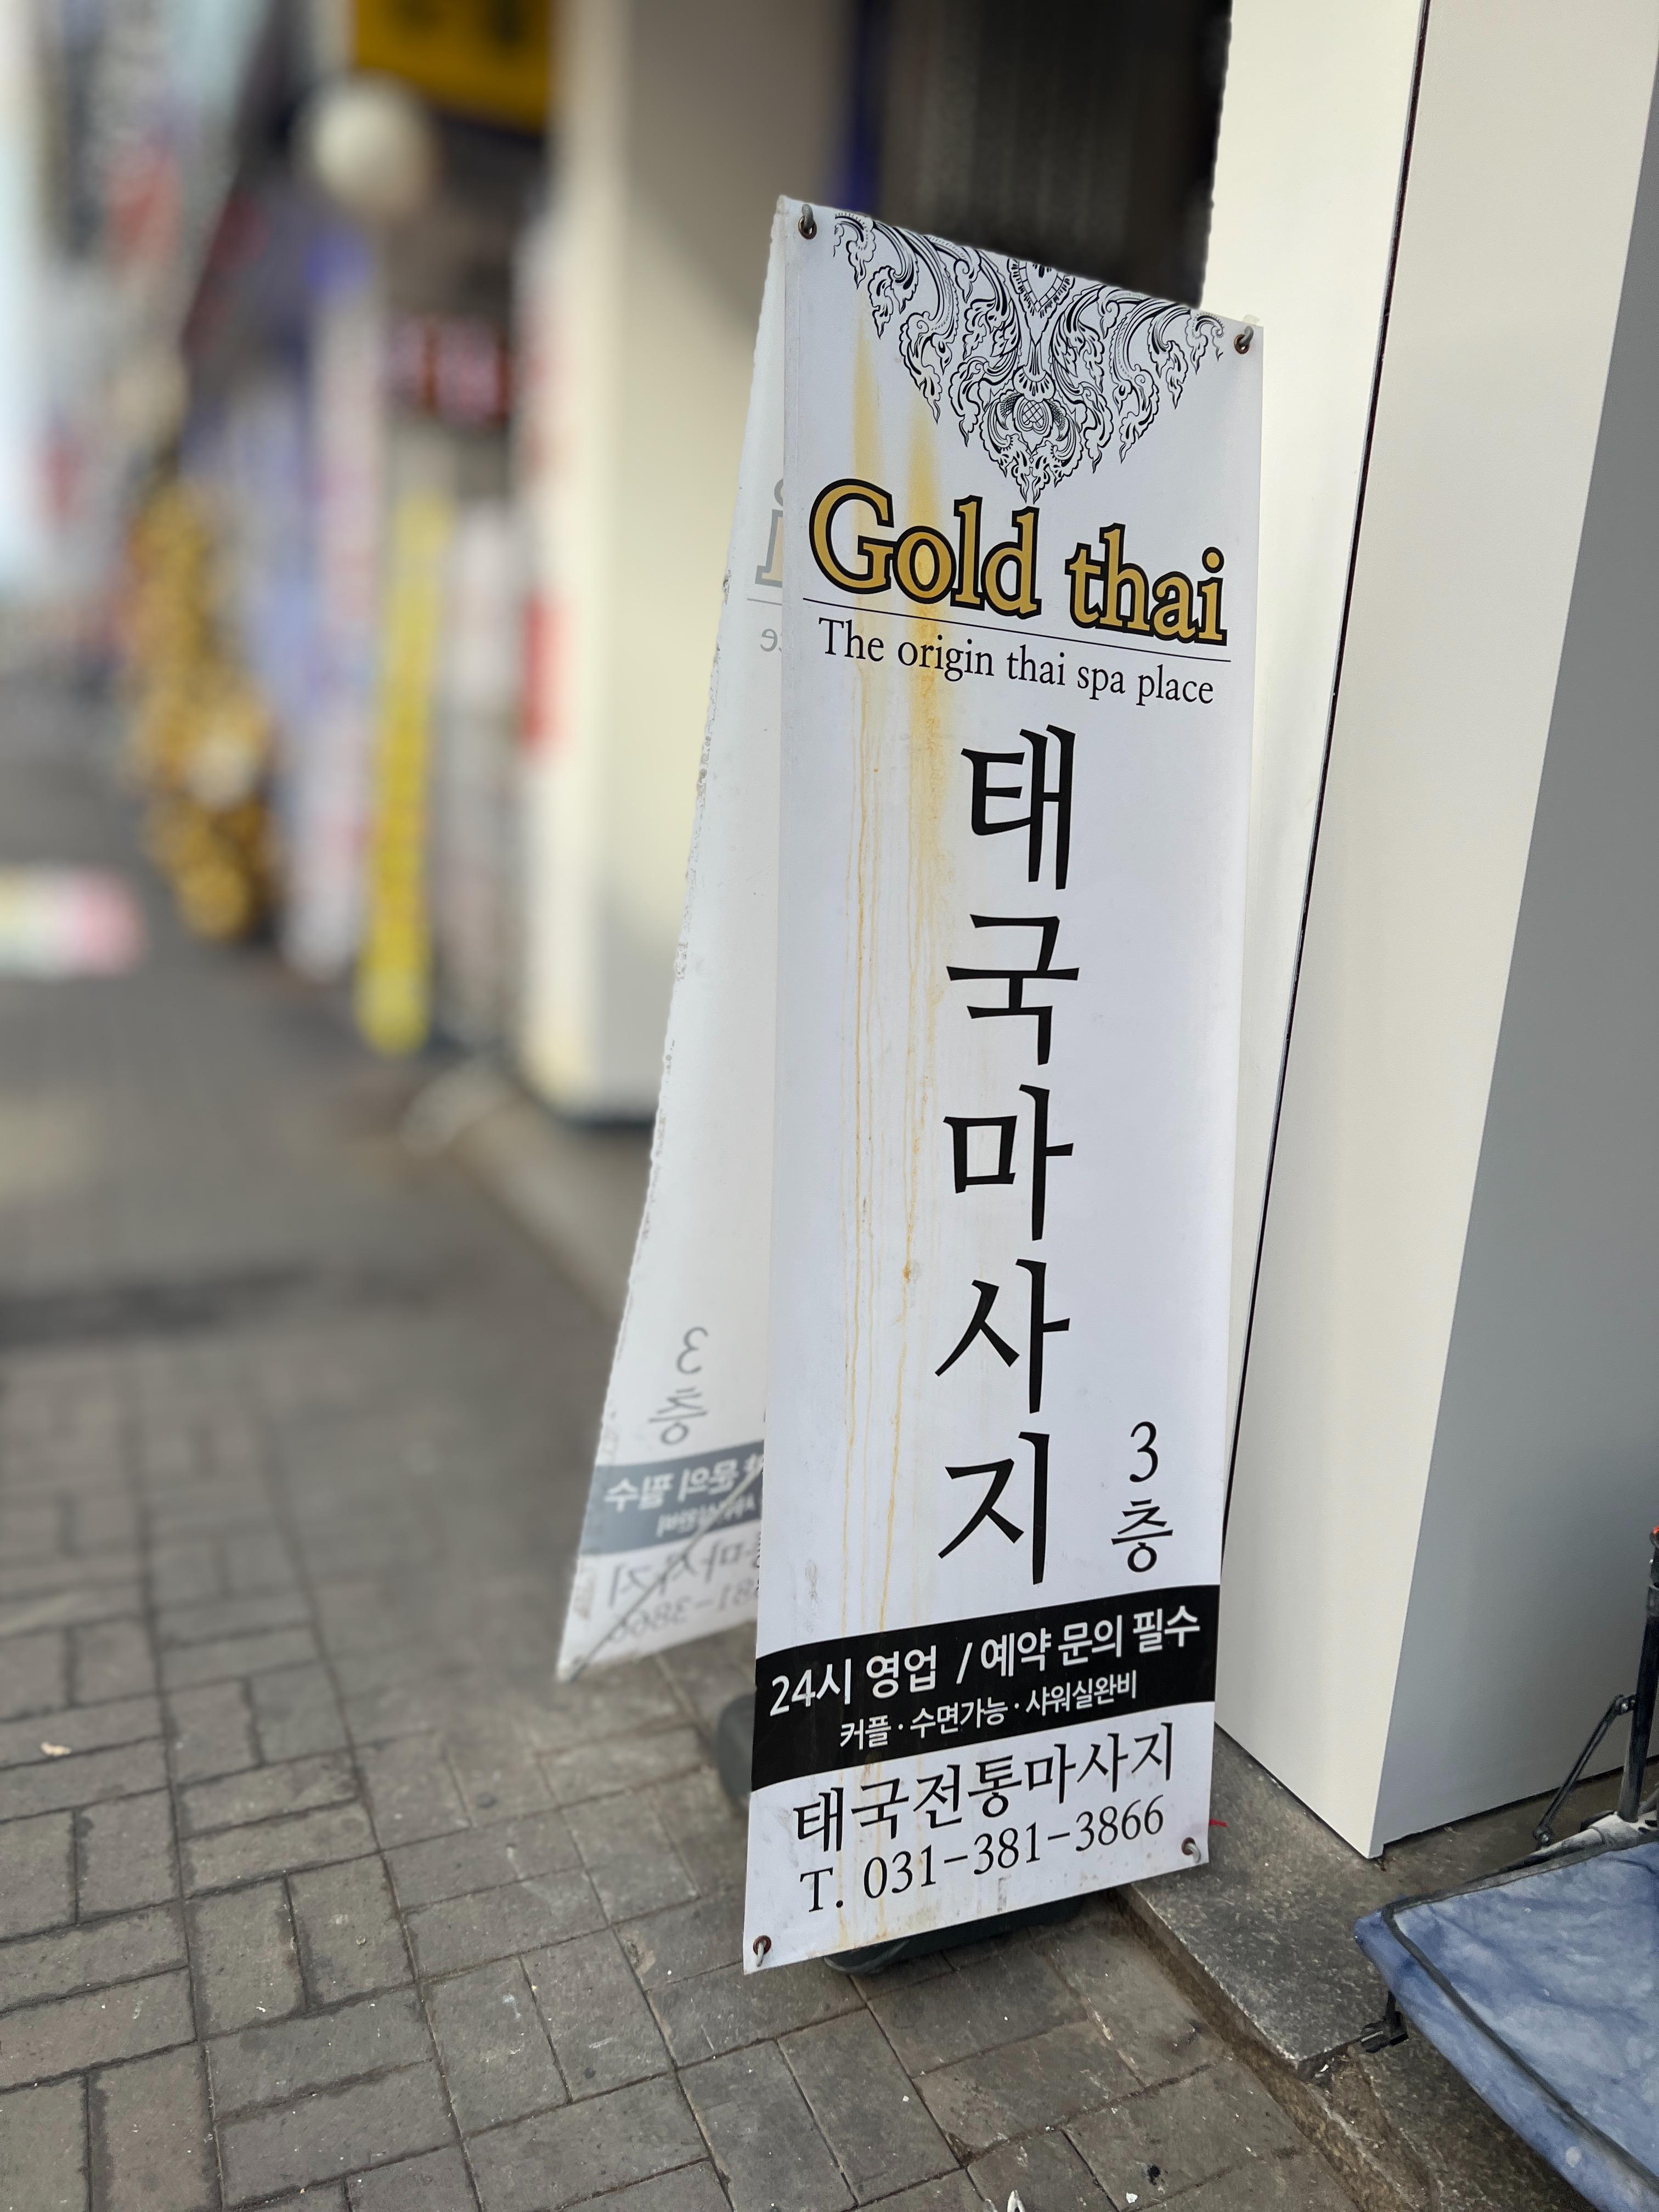 Gold thai
The origin thai spa place
태국마사지
3층
24시 영업 / 예약 문의 필수
커플·수면가능·샤워실완비
태국전통마사지
T. 031-381-3866